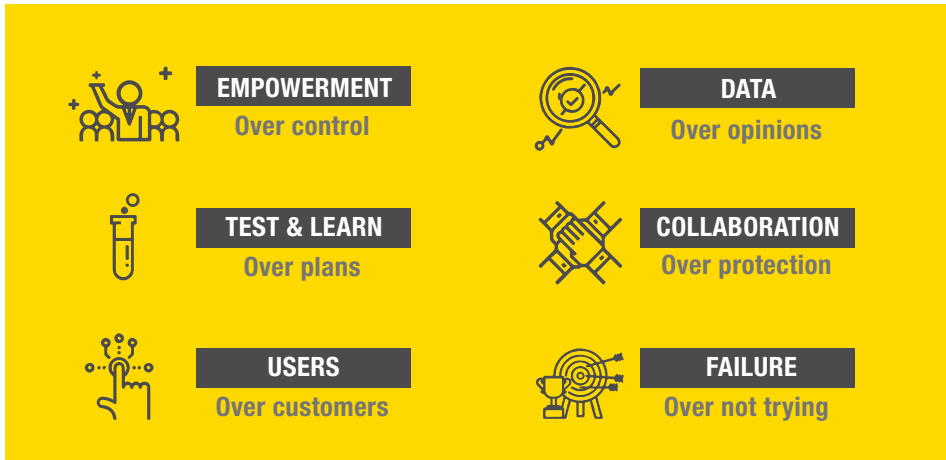 EMPOWERMENT
Over control
DATA
Over opinions
TEST & LEARN
Over plans
COLLABORATION
Over protection
USERS
Over customers
FAILURE
Over not trying